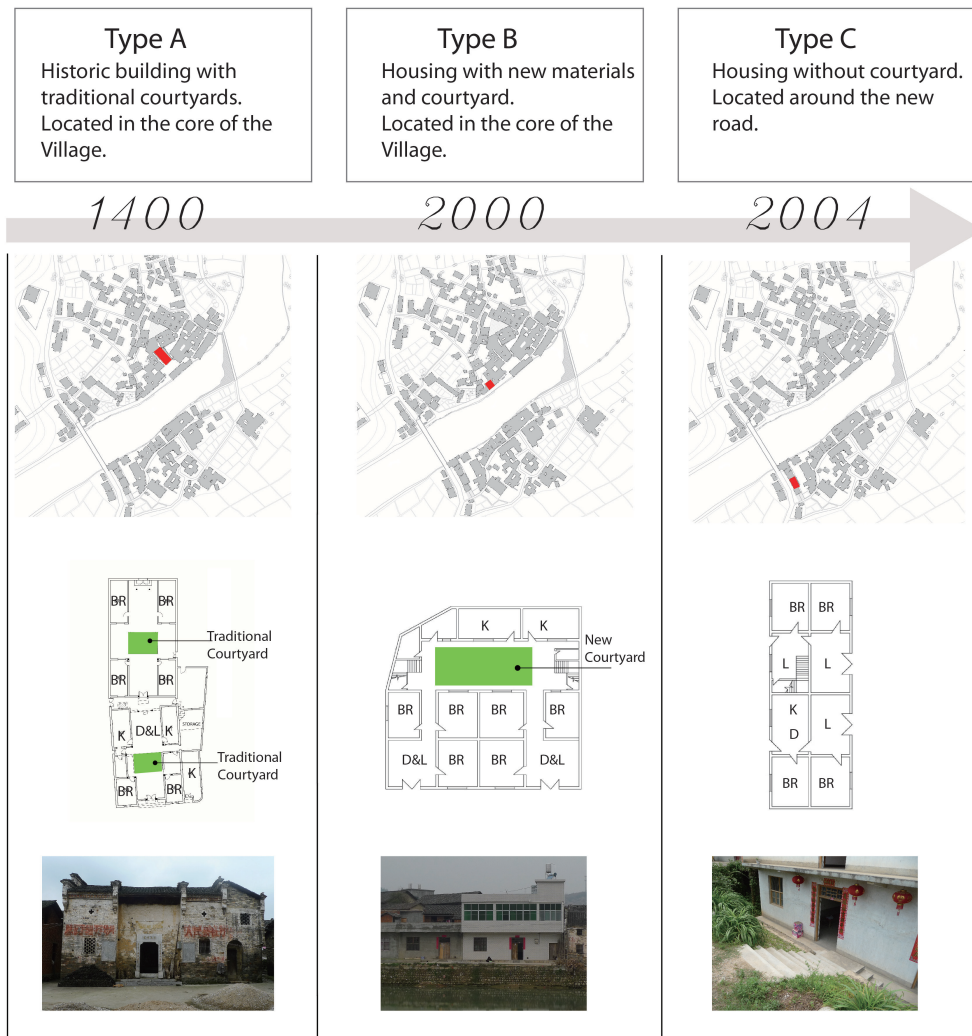 Type A
Historic building with
traditional courtyards.
Located in the core of the
Village.
Type B
Housing with new materials
and courtyard.
Located in the core of the
Village.
Type C
Housing without courtyard.
Located around the new
road.
1400
2000
2004
BR
BR
Traditional
Courtyard
BR
BR
K
D&L
K
STORAGE
Traditional
Courtyard
K
BR
BR
K
K
New
Courtyard
BR
BR
BR
BR
D&L
BR
BR
D&L
BR
BR
L
L
K
L
D
BR
BR